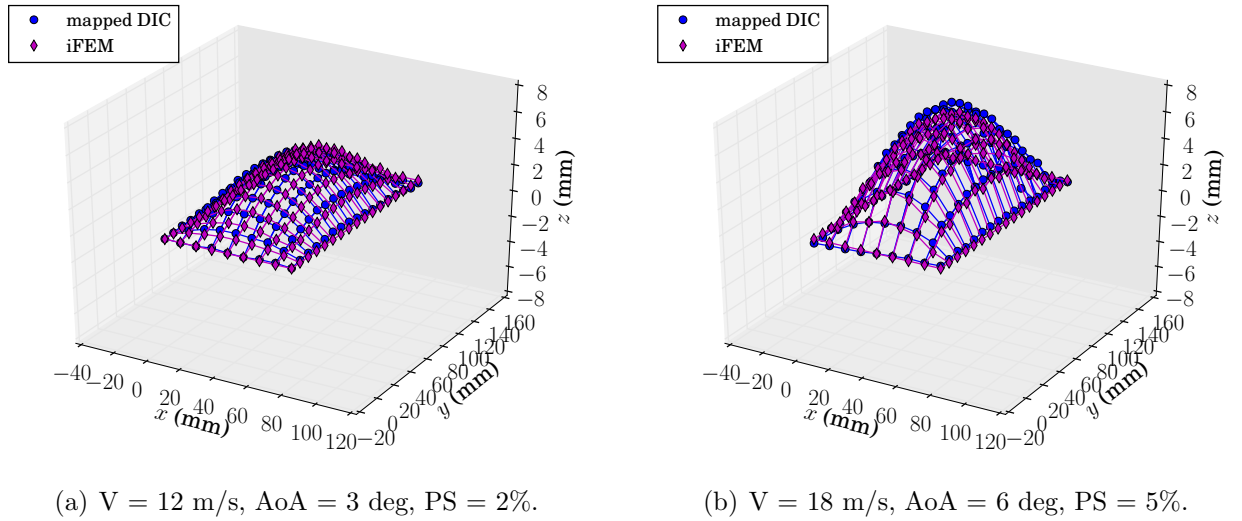 mapped DIC
iFEM
8
6
4
2
0
−2
−4
−6
−8
z (mm)
−40 −20 0 20 40 60 80 100 120
x (mm)
−20 0 20 40 60 80 100 120 140 160
y (mm)
(a) V = 12 m/s, AoA = 3 deg, PS = 2%.
mapped DIC
iFEM
8
6
4
2
0
−2
−4
−6
−8
z (mm)
−40 −20 0 20 40 60 80 100 120
x (mm)
−20 0 20 40 60 80 100 120 140 160
y (mm)
(b) V = 18 m/s, AoA = 6 deg, PS = 5%.